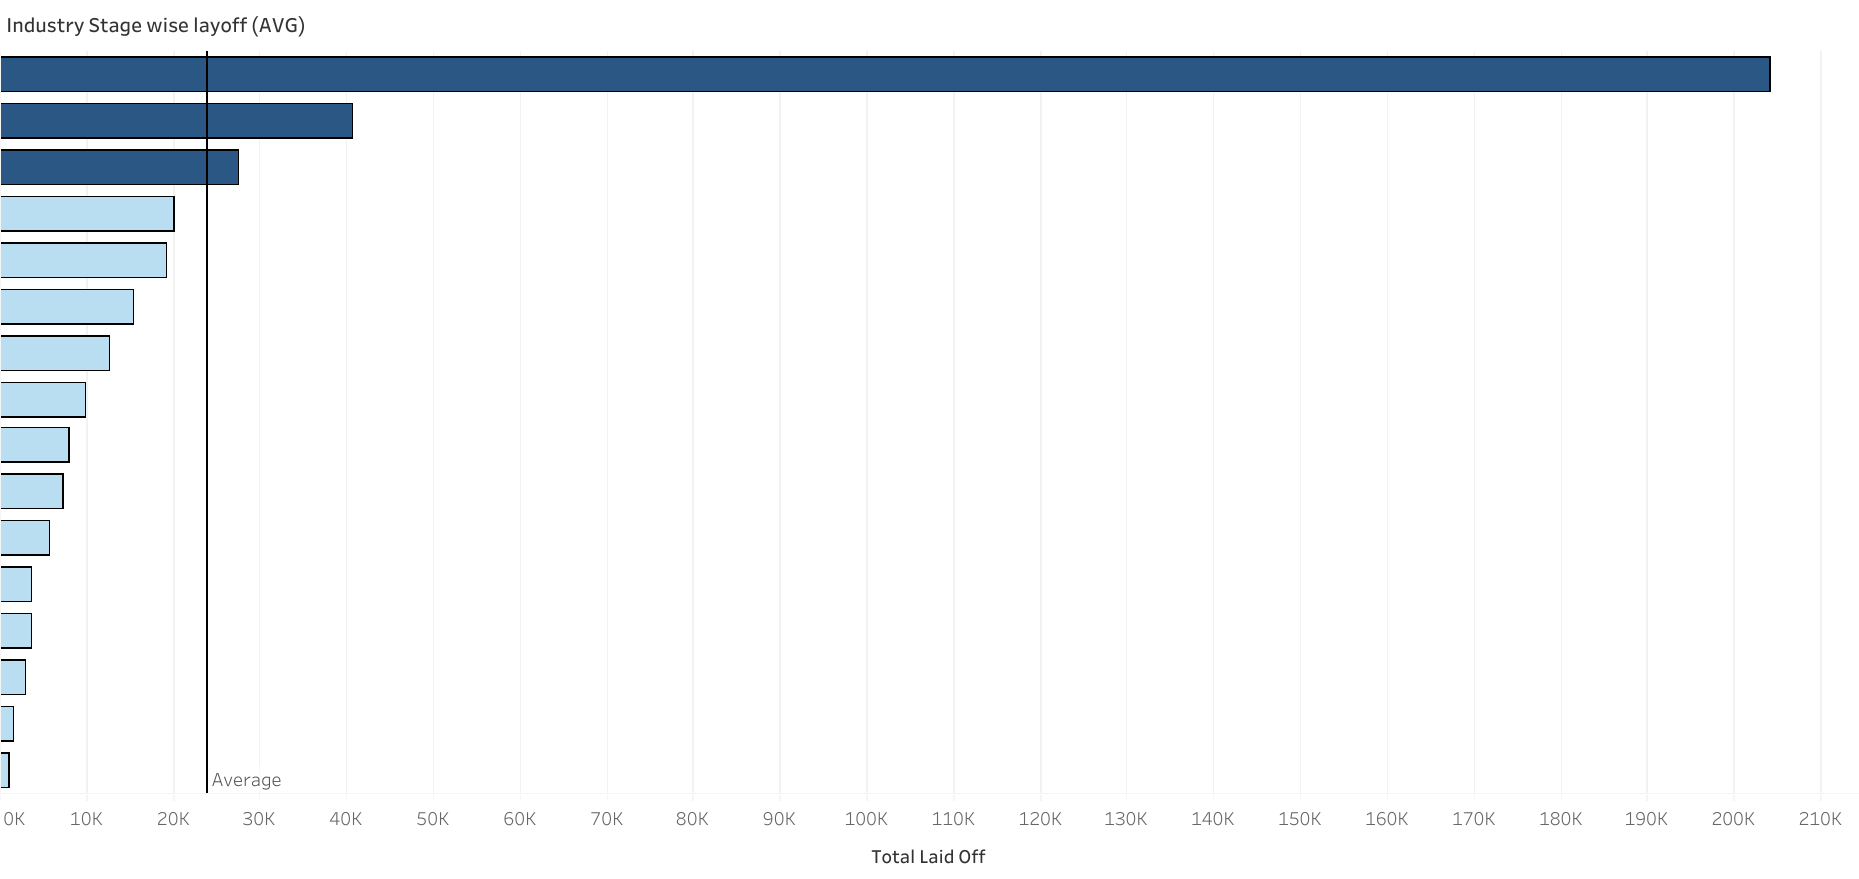 Industry Stage wise layoff (AVG)
Average
0K 10K 20K 30K 40K 50K 60K 70K 80K 90K 100K 110K 120K 130K 140K 150K 160K 170K 180K 190K 200K 210K
Total Laid Off